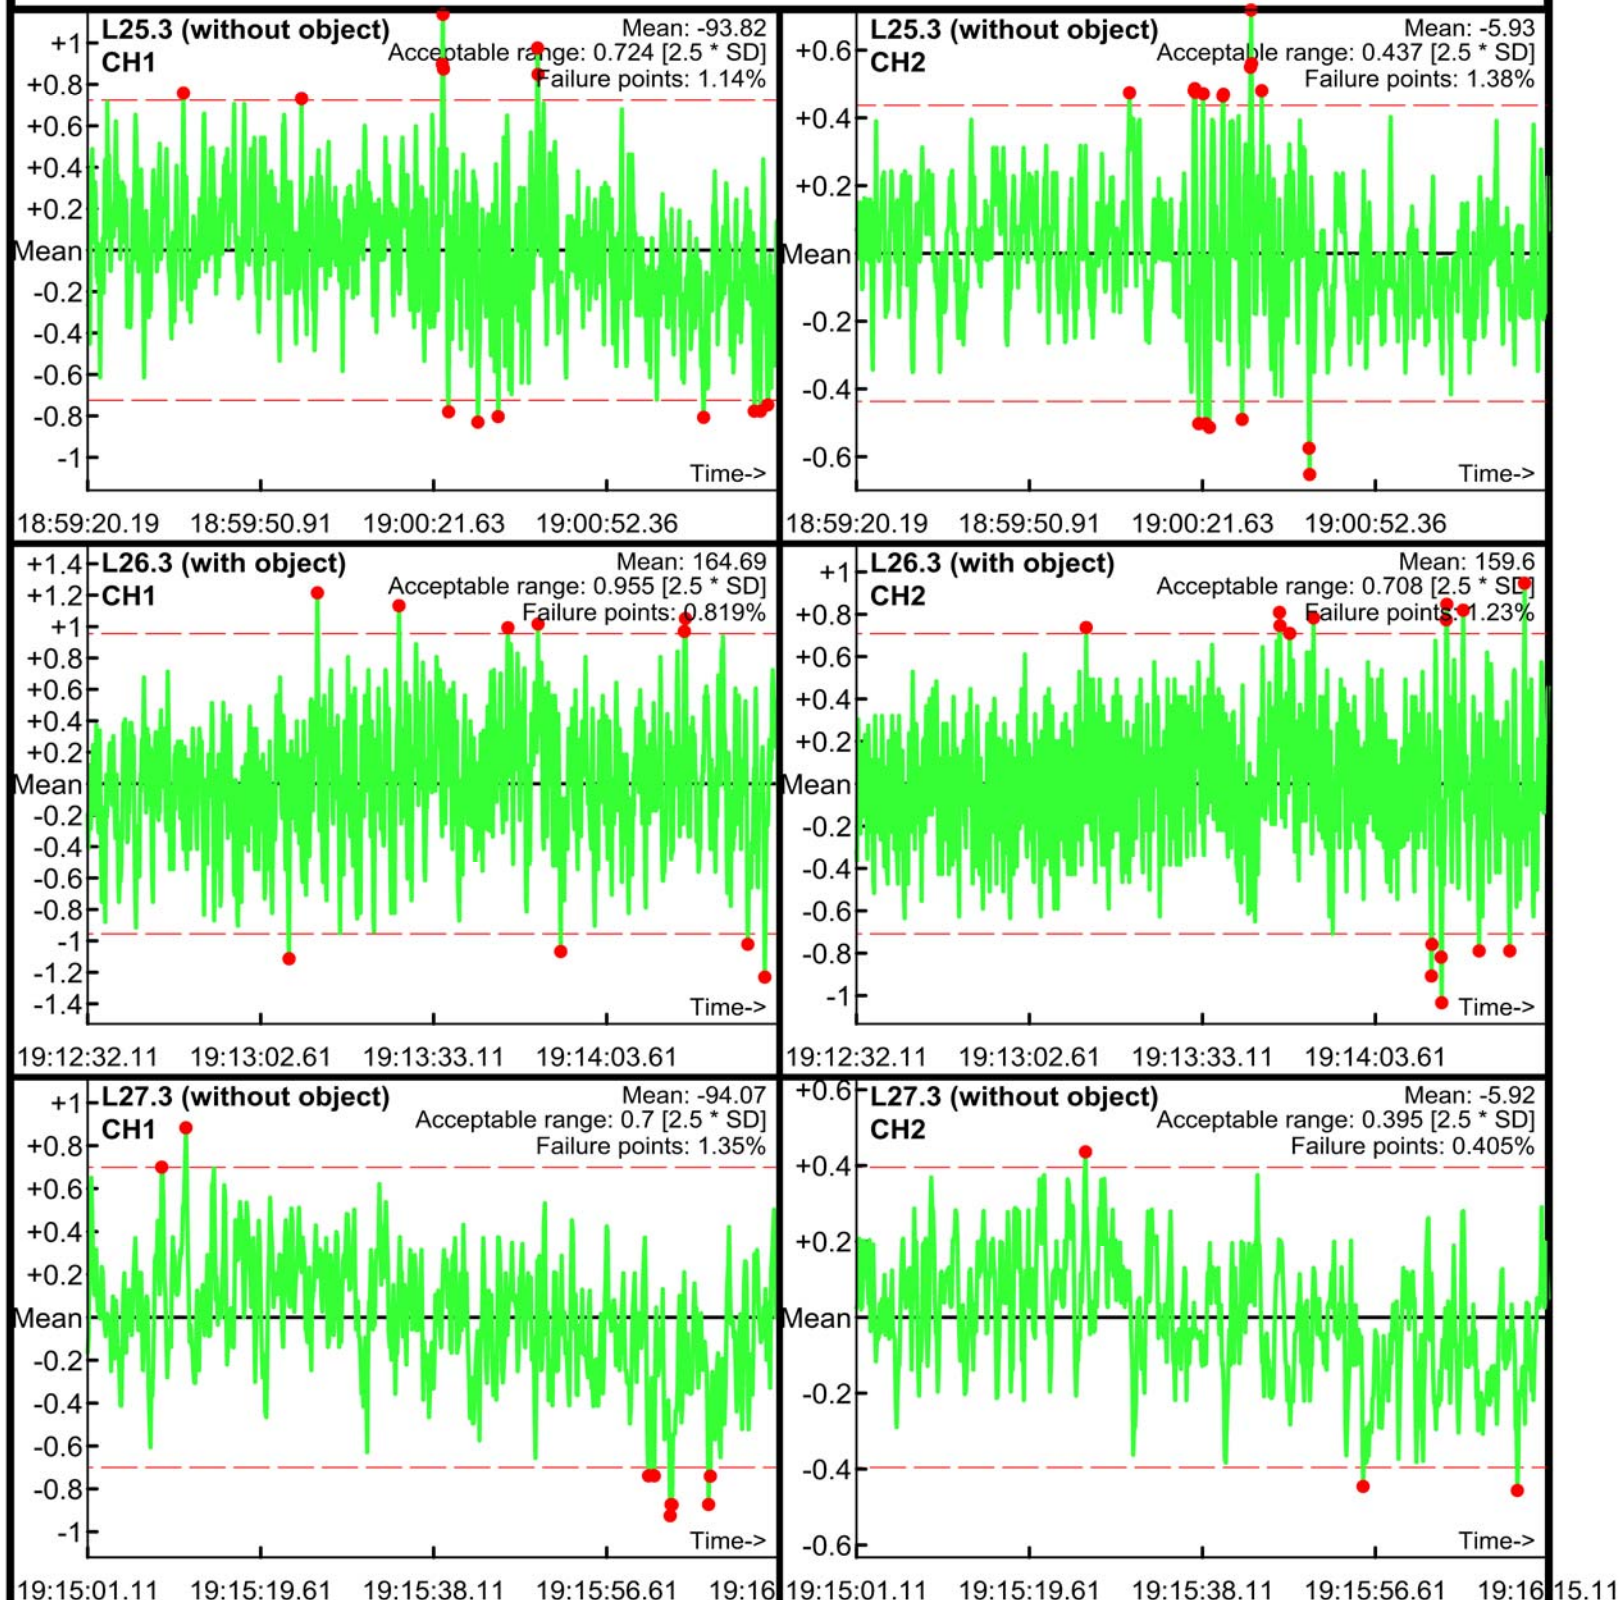 L25.3 (without object)
CH1
Mean: -93.82
Acceptable range: 0.724 [2.5 * SD]
Failure points: 1.14%
+1
+0.8
+0.6
+0.4
+0.2
Mean
-0.2
-0.4
-0.6
-0.8
-1
Time->
18:59:20.19 18:59:50.91 19:00:21.63 19:00:52.36
L25.3 (without object)
CH2
Mean: -5.93
Acceptable range: 0.437 [2.5 * SD]
Failure points: 1.38%
+0.6
+0.4
+0.2
Mean
-0.2
-0.4
-0.6
Time->
18:59:20.19 18:59:50.91 19:00:21.63 19:00:52.36
L26.3 (with object)
CH1
Mean: 164.69
Acceptable range: 0.955 [2.5 * SD]
Failure points: 0.819%
+1.4
+1.2
+1
+0.8
+0.6
+0.4
+0.2
Mean
-0.2
-0.4
-0.6
-0.8
-1
-1.2
-1.4
Time->
19:12:32.11 19:13:02.61 19:13:33.11 19:14:03.61
L26.3 (with object)
CH2
Mean: 159.6
Acceptable range: 0.708 [2.5 * SD]
Failure points: 1.23%
+1
+0.8
+0.6
+0.4
+0.2
Mean
-0.2
-0.4
-0.6
-0.8
-1
Time->
19:12:32.11 19:13:02.61 19:13:33.11 19:14:03.61
L27.3 (without object)
CH1
Mean: -94.07
Acceptable range: 0.7 [2.5 * SD]
Failure points: 1.35%
+1
+0.8
+0.6
+0.4
+0.2
Mean
-0.2
-0.4
-0.6
-0.8
-1
Time->
19:15:01.11 19:15:19.61 19:15:38.11 19:15:56.61 19:16
L27.3 (without object)
CH2
Mean: -5.92
Acceptable range: 0.395 [2.5 * SD]
Failure points: 0.405%
+0.6
+0.4
+0.2
Mean
-0.2
-0.4
-0.6
Time->
19:15:01.11 19:15:19.61 19:15:38.11 19:15:56.61 19:16:15.11